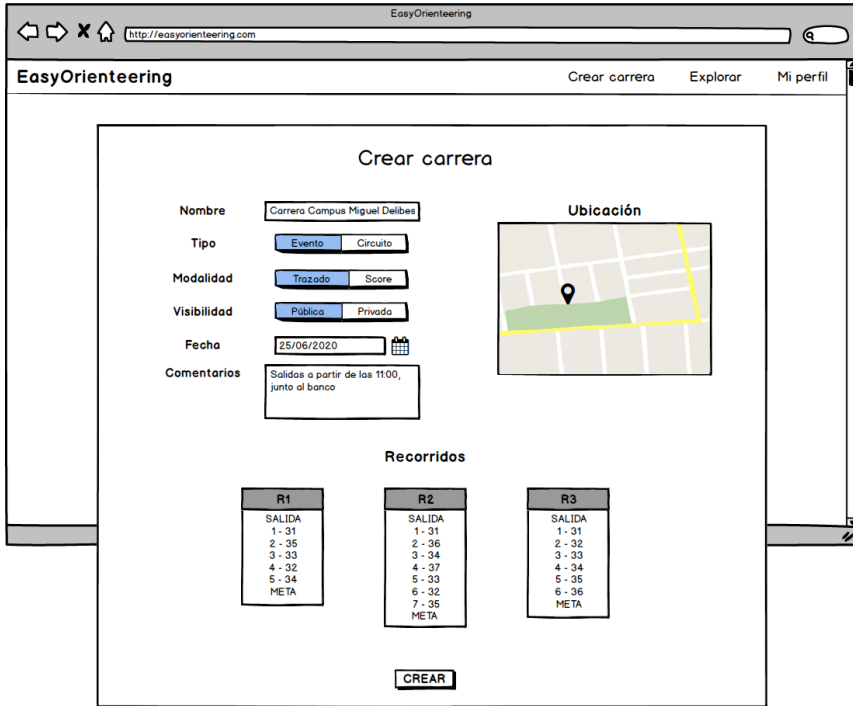 EasyOrienteering
http://easyorienteering.com
EasyOrienteering
Crear carrera
Explorar
Mi perfil
Crear carrera
Nombre
Carrera Campus Miguel Delibes
Tipo
Evento
Circuito
Modalidad
Trazado
Score
Visibilidad
Pública
Privada
Fecha
25/06/2020
Comentarios
Salidas a partir de las 11:00,
junto al banco
Ubicación
Recorridos
R1
SALIDA
1 - 31
2 - 35
3 - 33
4 - 32
5 - 34
META
R2
SALIDA
1 - 31
2 - 36
3 - 34
4 - 37
5 - 33
6 - 32
7 - 35
META
R3
SALIDA
1 - 31
2 - 32
3 - 33
4 - 34
5 - 35
6 - 36
META
CREAR